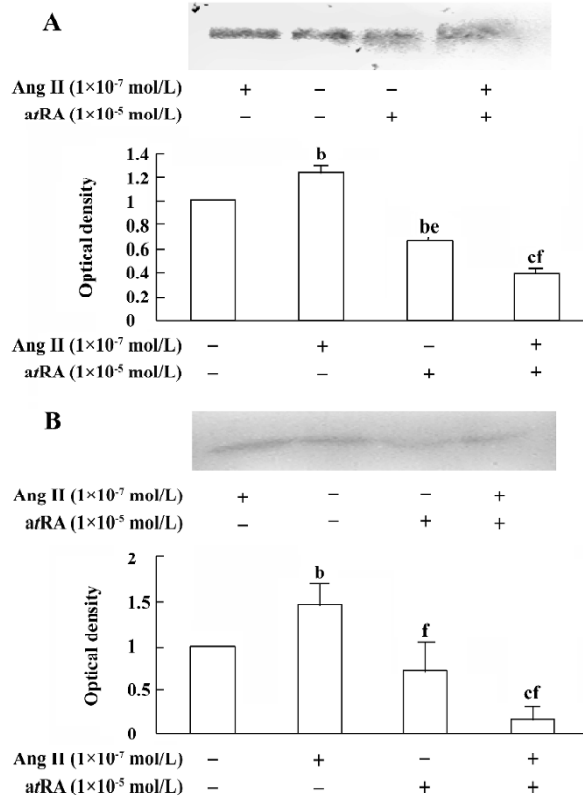 A
Ang II (1×10⁻⁷ mol/L) + – – +
atRA (1×10⁻⁵ mol/L) – – + +
1.4
1.2
1.0
0.8
0.6
0.4
0.2
0
Optical density
b
be
cf
Ang II (1×10⁻⁷ mol/L) – + – +
atRA (1×10⁻⁵ mol/L) – – + +
B
Ang II (1×10⁻⁷ mol/L) + – – +
atRA (1×10⁻⁵ mol/L) – – + +
2
1.5
1
0.5
0
Optical density
b
f
cf
Ang II (1×10⁻⁷ mol/L) – + – +
atRA (1×10⁻⁵ mol/L) – – + +